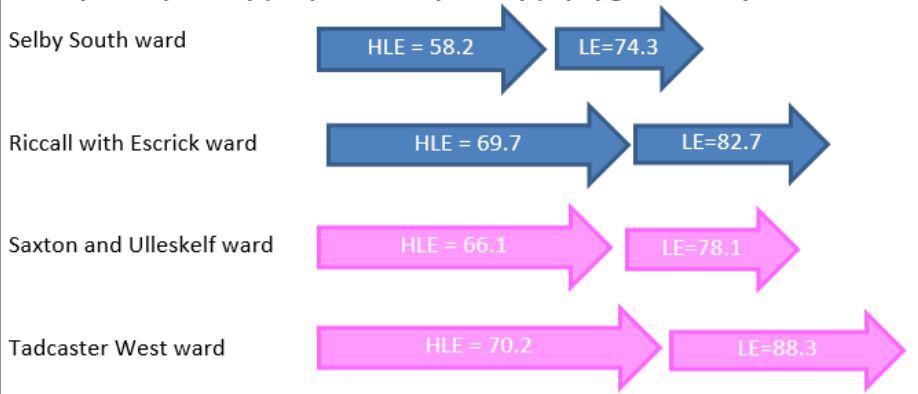 Selby South ward
HLE = 58.2
LE=74.3
Riccall with Escrick ward
HLE = 69.7
LE=82.7
Saxton and Ulleskelf ward
HLE = 66.1
LE=78.1
Tadcaster West ward
HLE = 70.2
LE=88.3